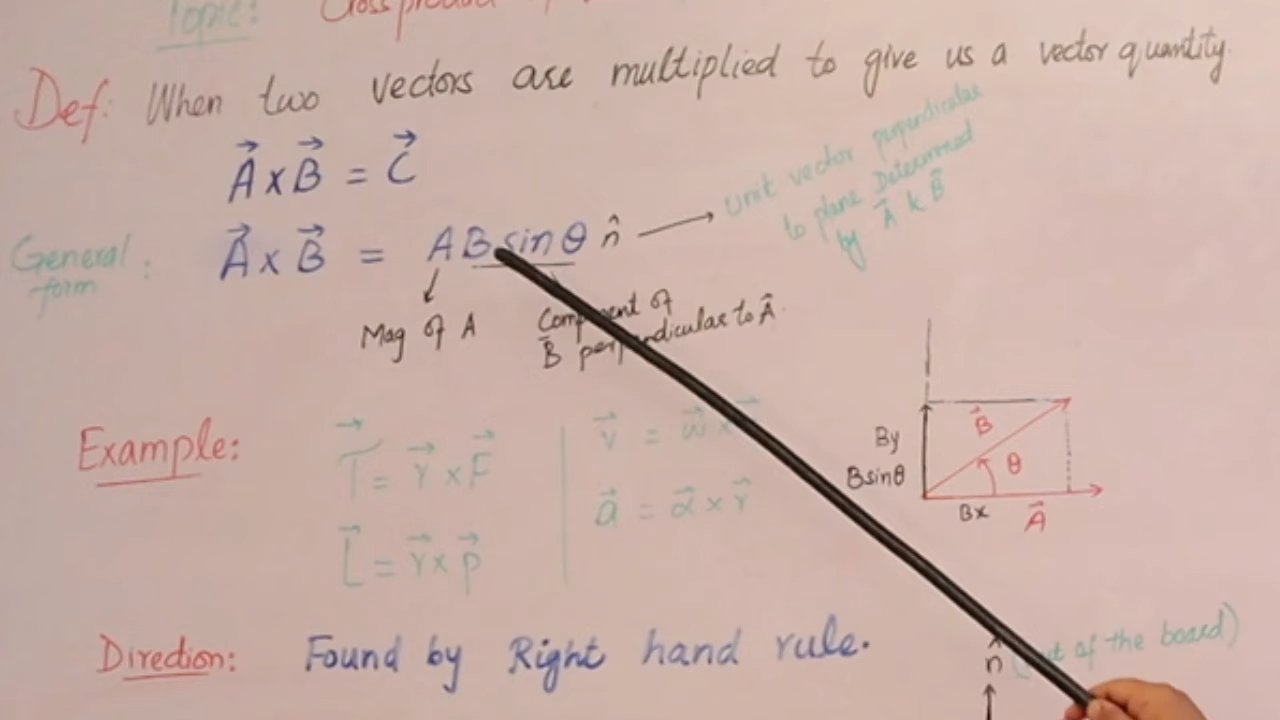 Topic: Cross product
Def: When two vectors are multiplied to give us a vector quantity.
A⃗ x B⃗ = C⃗
General form: A⃗ x B⃗ = AB sin θ n̂
Unit vector perpendicular
to plane Determined
by A⃗ & B⃗
Mag of A
Component of
B⃗ perpendicular to A⃗.
Example:
T⃗ = r⃗ x F⃗
L⃗ = r⃗ x p⃗
v⃗ = ω⃗ x
a⃗ = α⃗ x r⃗
By
B sin θ
B⃗
θ
Bx
A⃗
Direction: Found by Right hand rule.
n̂
of the board)